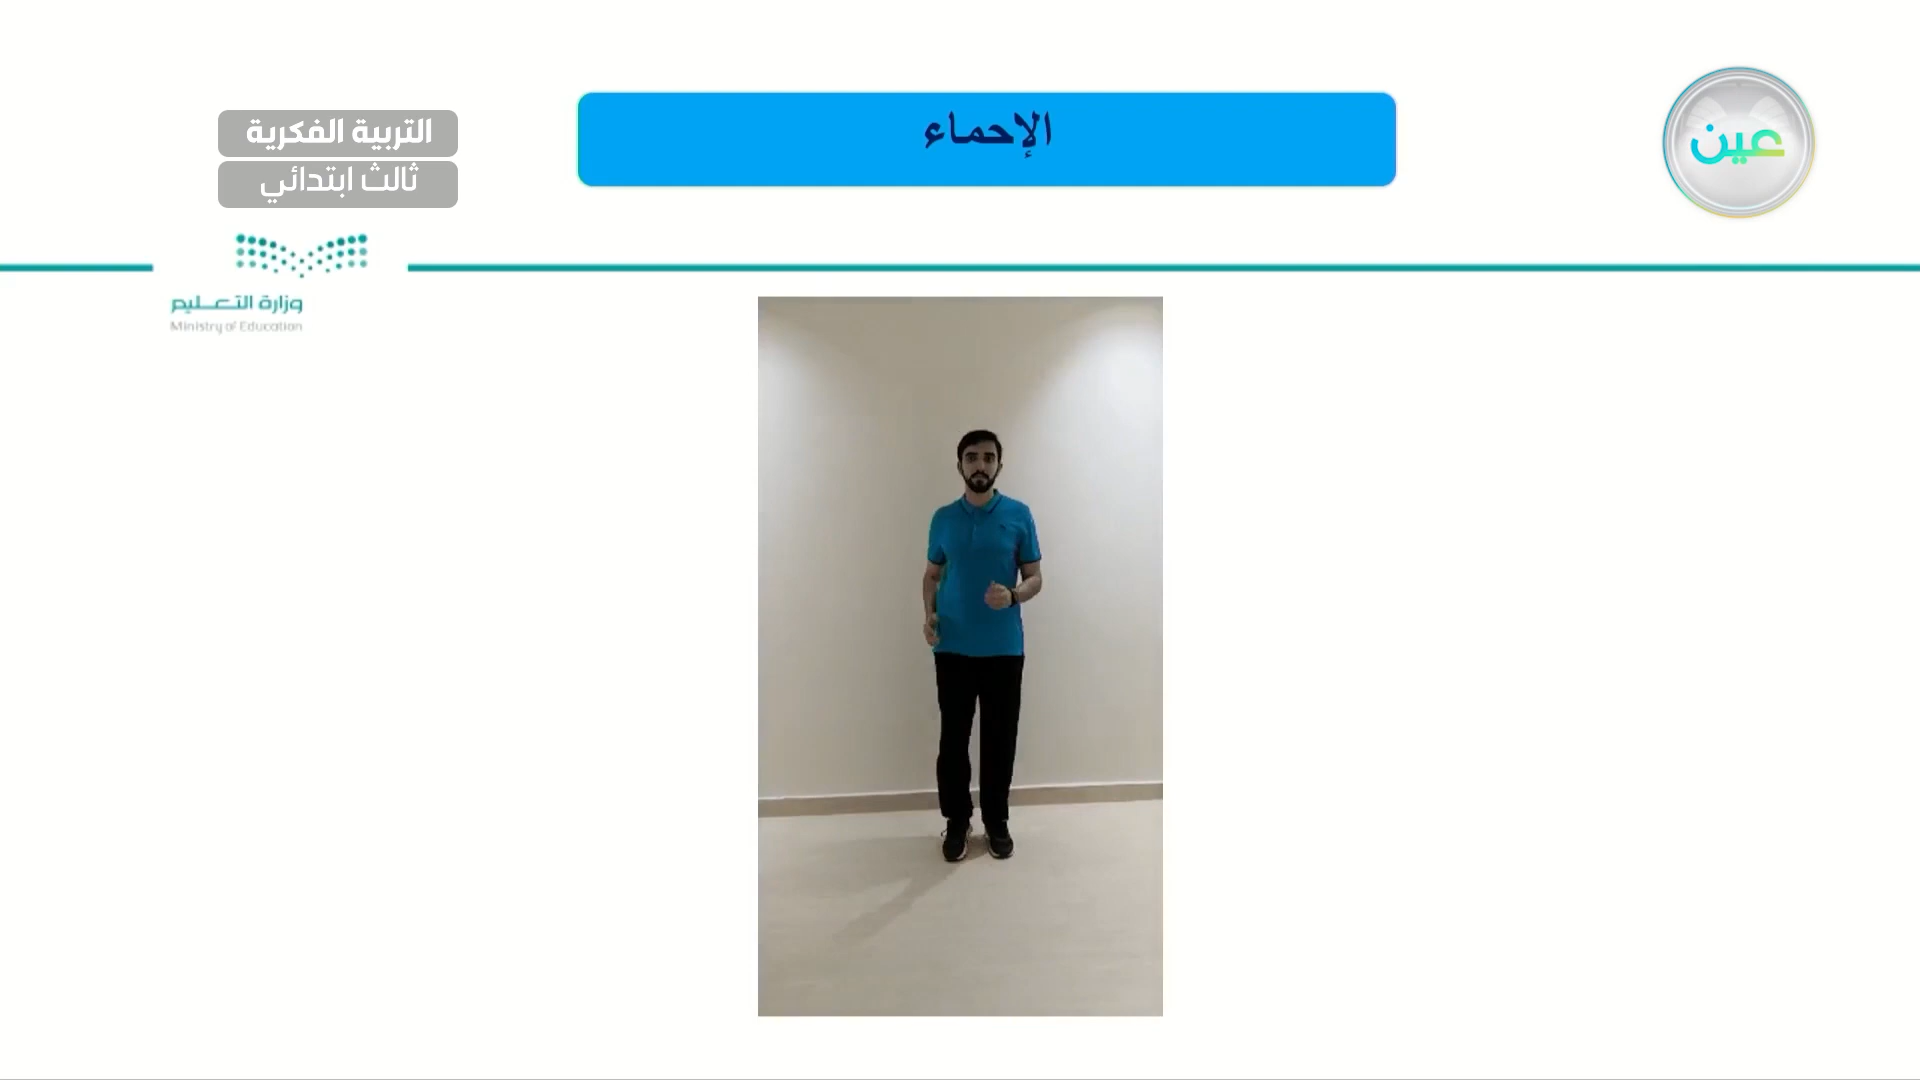 الإحماء
التربية الفكرية
ثالث ابتدائي
عين
وزارة التعليم
Ministry of Education